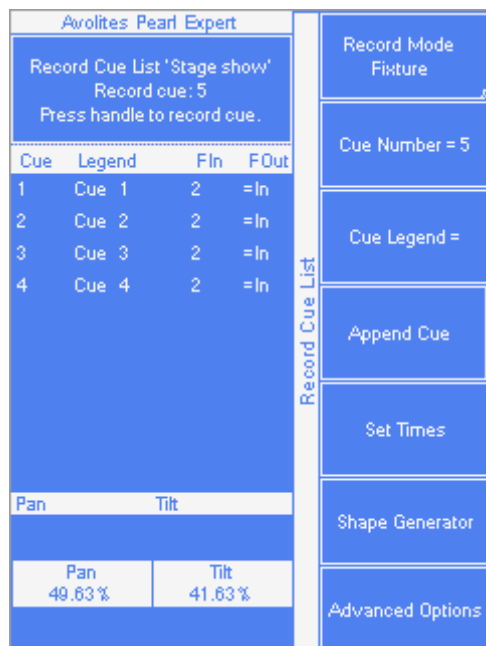 Avolites Pearl Expert
Record Cue List 'Stage show'
Record cue: 5
Press handle to record cue.
Cue Legend FIn FOut
1 Cue 1 2 =In
2 Cue 2 2 =In
3 Cue 3 2 =In
4 Cue 4 2 =In
Pan Tilt
Pan Tilt
49.63% 41.63%
Record Cue List
Record Mode
Fixture
Cue Number = 5
Cue Legend =
Append Cue
Set Times
Shape Generator
Advanced Options